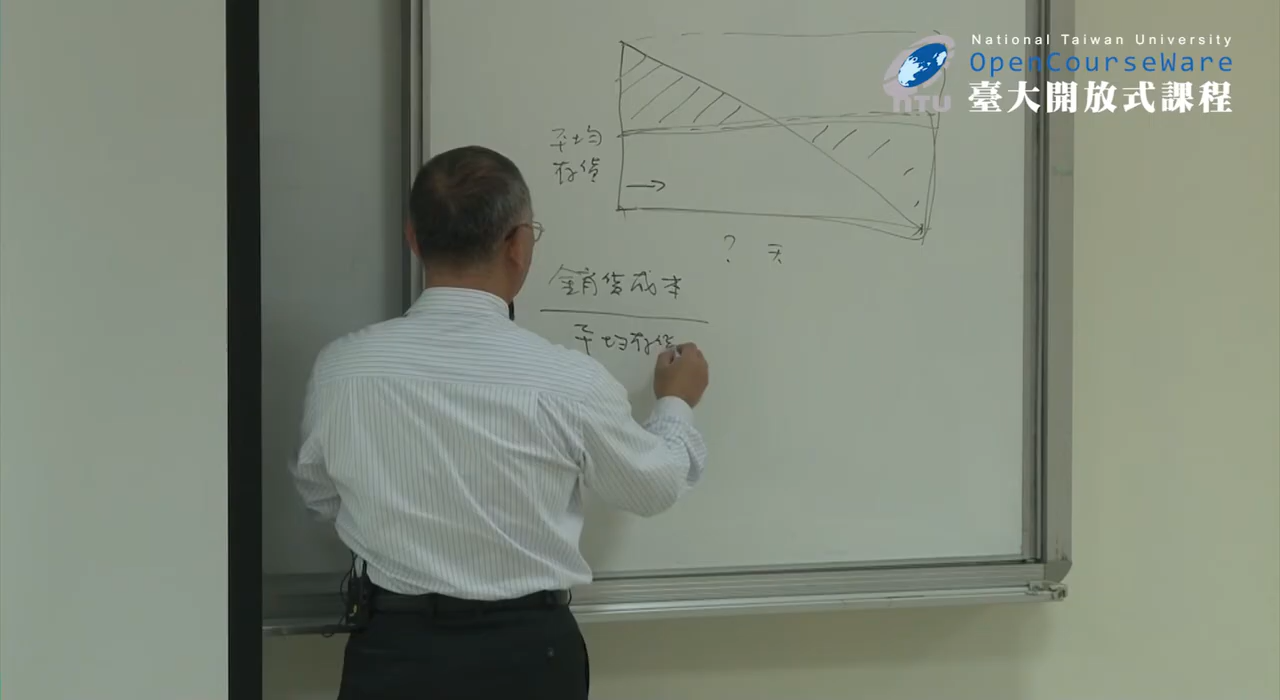 National Taiwan University
OpenCourseWare
NTU
臺大開放式課程
平均
存貨
? 天
銷貨成本
平均存貨